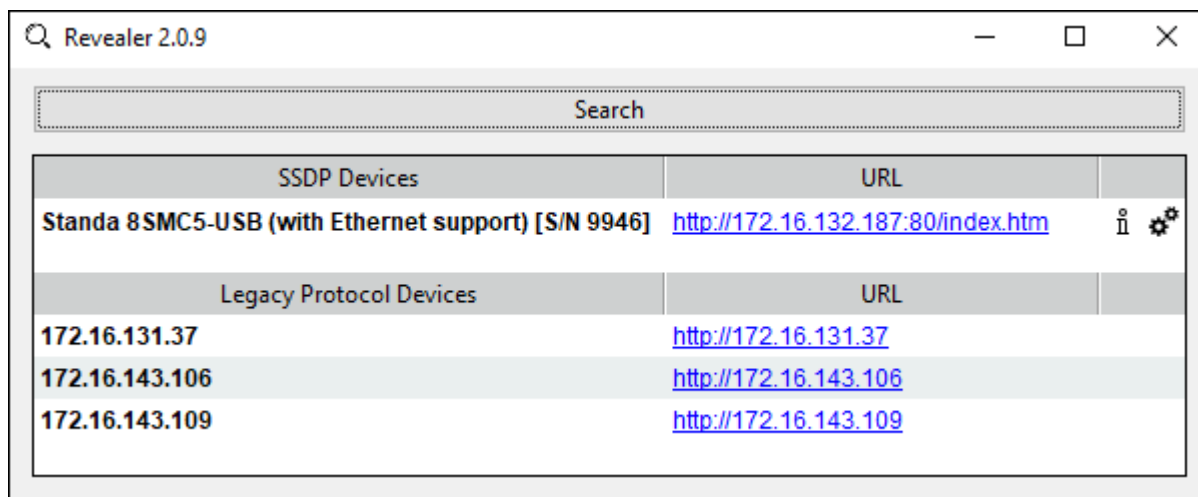 Revealer 2.0.9
Search
SSDP Devices URL
Standa 8SMC5-USB (with Ethernet support) [S/N 9946] http://172.16.132.187:80/index.htm
Legacy Protocol Devices URL
172.16.131.37 http://172.16.131.37
172.16.143.106 http://172.16.143.106
172.16.143.109 http://172.16.143.109